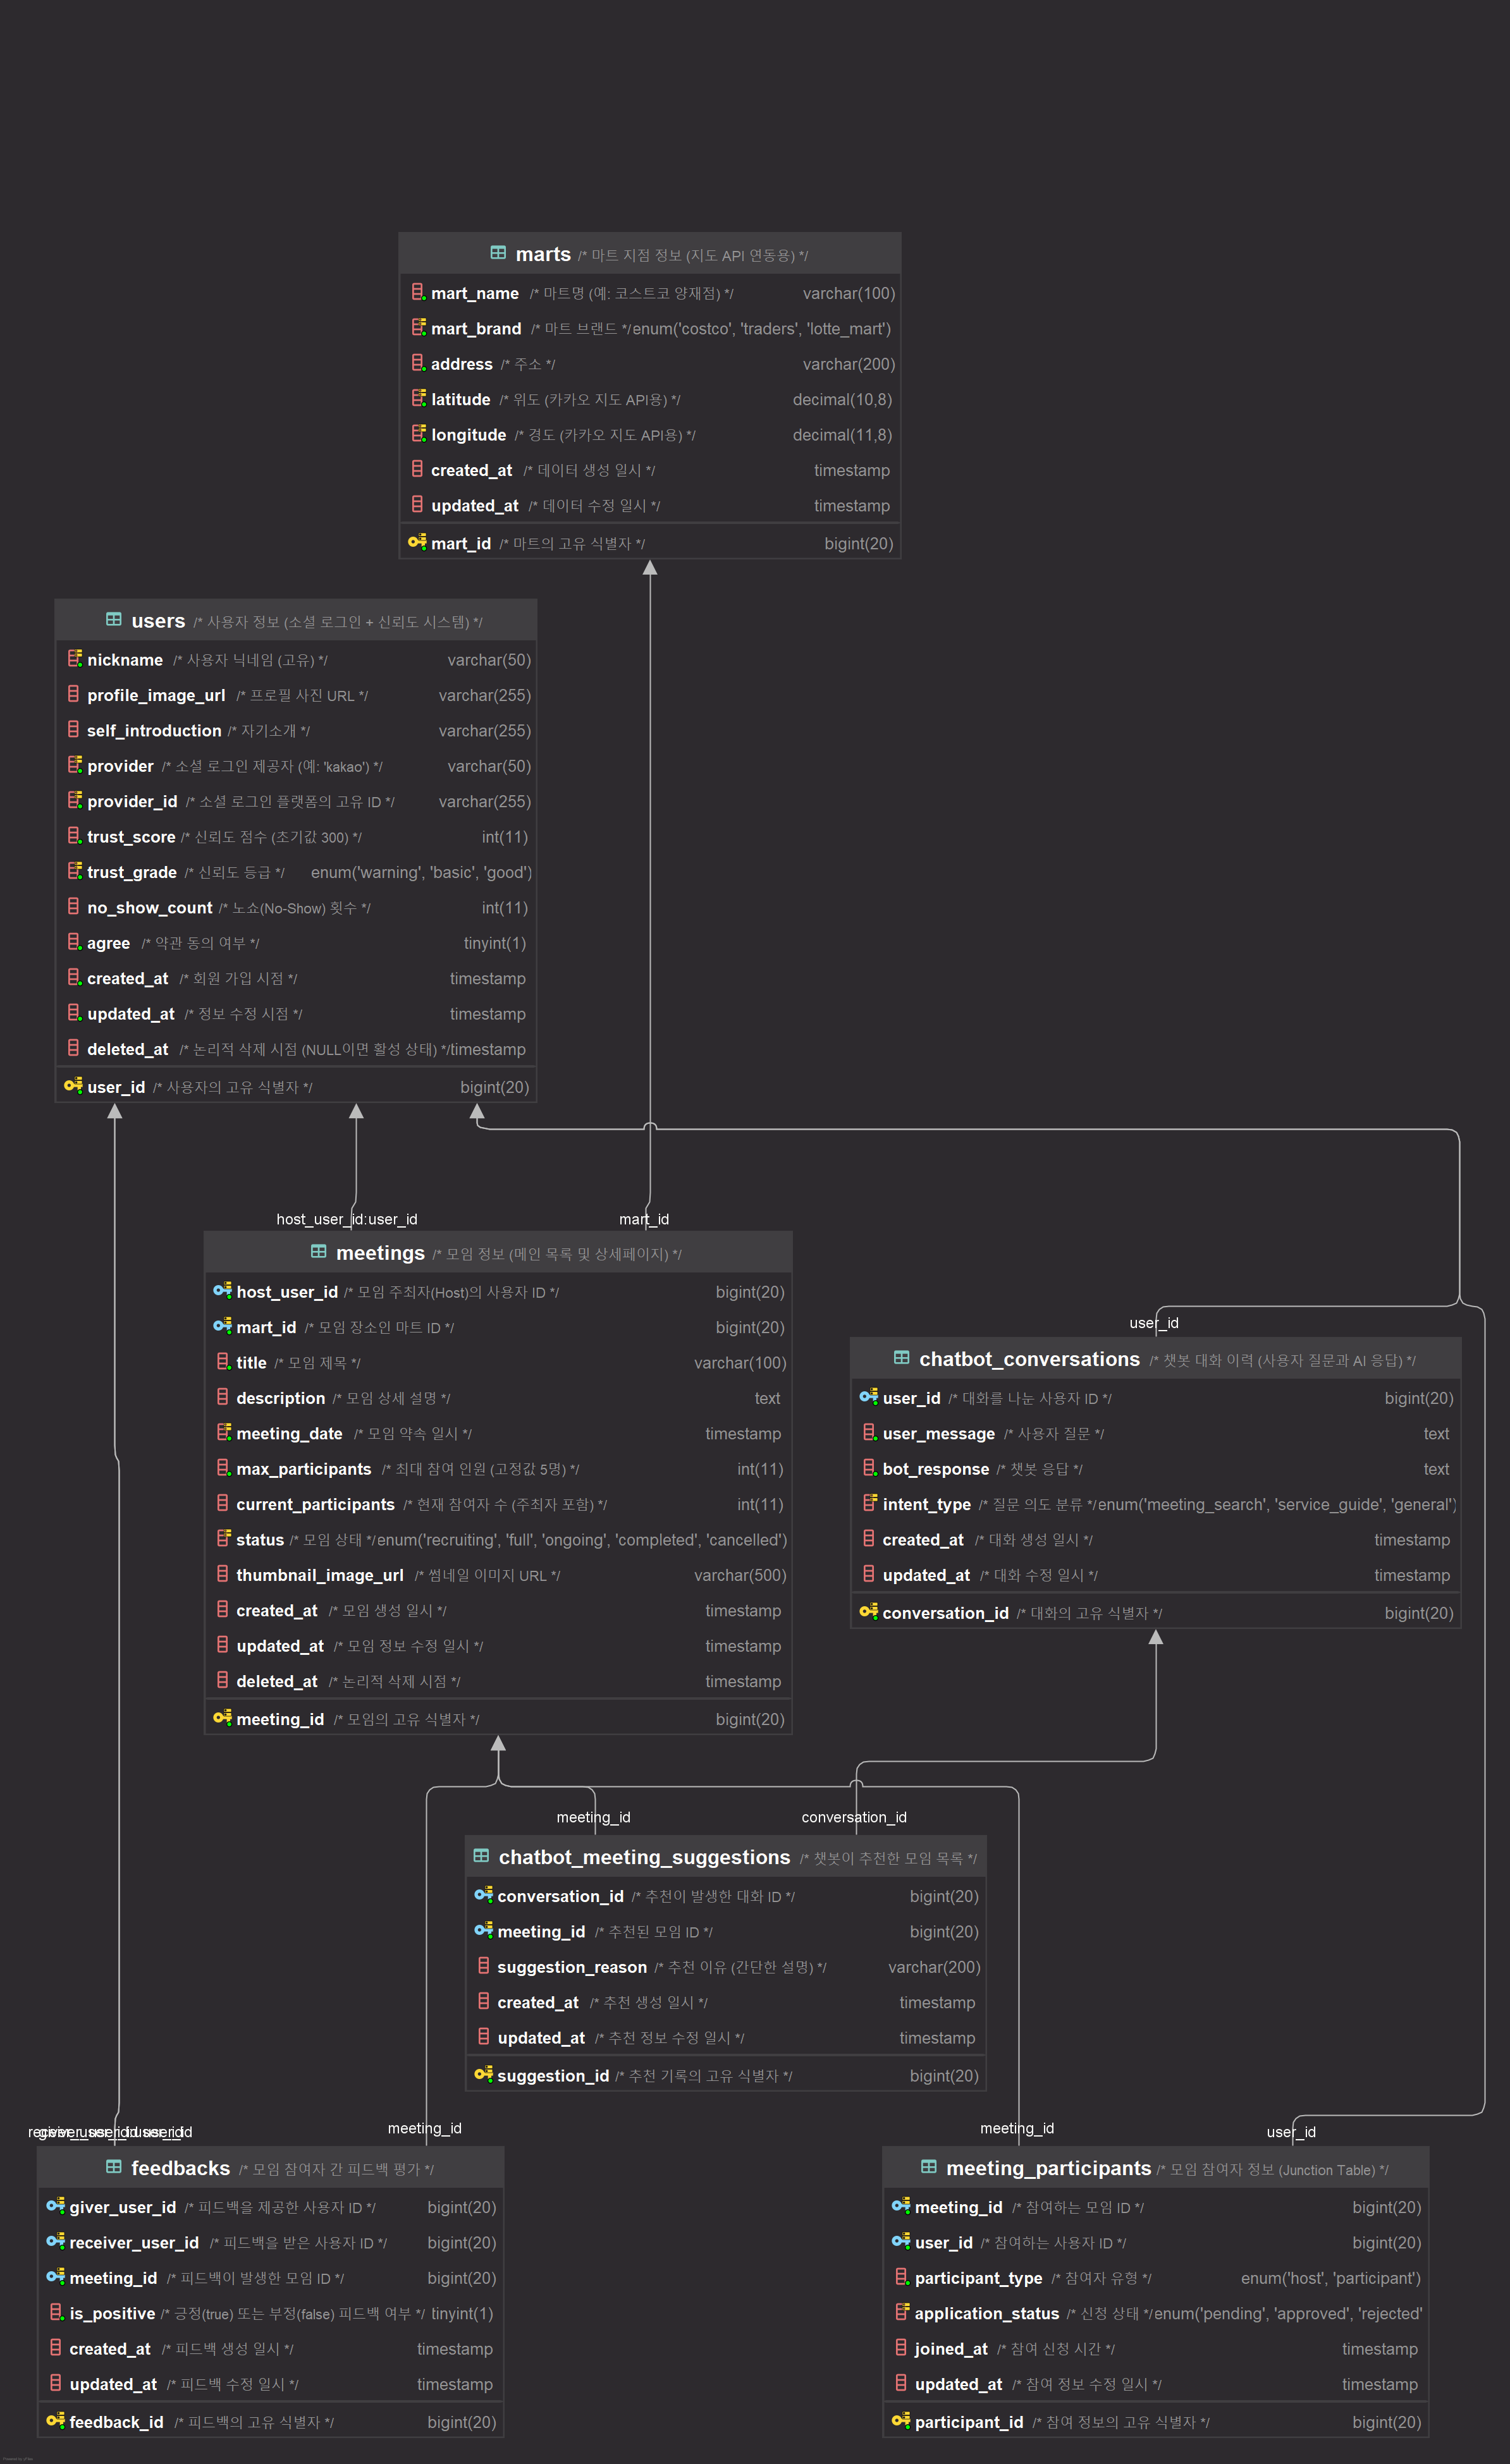 marts /* 마트 지점 정보 (지도 API 연동용) */
mart_name /* 마트명 (예: 코스트코 양재점) */ varchar(100)
mart_brand /* 마트 브랜드 */ enum('costco', 'traders', 'lotte_mart')
address /* 주소 */ varchar(200)
latitude /* 위도 (카카오 지도 API용) */ decimal(10,8)
longitude /* 경도 (카카오 지도 API용) */ decimal(11,8)
created_at /* 데이터 생성 일시 */ timestamp
updated_at /* 데이터 수정 일시 */ timestamp
mart_id /* 마트의 고유 식별자 */ bigint(20)
users /* 사용자 정보 (소셜 로그인 + 신뢰도 시스템) */
nickname /* 사용자 닉네임 (고유) */ varchar(50)
profile_image_url /* 프로필 사진 URL */ varchar(255)
self_introduction /* 자기소개 */ varchar(255)
provider /* 소셜 로그인 제공자 (예: 'kakao') */ varchar(50)
provider_id /* 소셜 로그인 플랫폼의 고유 ID */ varchar(255)
trust_score /* 신뢰도 점수 (초기값 300) */ int(11)
trust_grade /* 신뢰도 등급 */ enum('warning', 'basic', 'good')
no_show_count /* 노쇼(No-Show) 횟수 */ int(11)
agree /* 약관 동의 여부 */ tinyint(1)
created_at /* 회원 가입 시점 */ timestamp
updated_at /* 정보 수정 시점 */ timestamp
deleted_at /* 논리적 삭제 시점 (NULL이면 활성 상태) */ timestamp
user_id /* 사용자의 고유 식별자 */ bigint(20)
host_user_id:user_id
mart_id
meetings /* 모임 정보 (메인 목록 및 상세페이지) */
host_user_id /* 모임 주최자(Host)의 사용자 ID */ bigint(20)
mart_id /* 모임 장소인 마트 ID */ bigint(20)
title /* 모임 제목 */ varchar(100)
description /* 모임 상세 설명 */ text
meeting_date /* 모임 약속 일시 */ timestamp
max_participants /* 최대 참여 인원 (고정값 5명) */ int(11)
current_participants /* 현재 참여자 수 (주최자 포함) */ int(11)
status /* 모임 상태 */ enum('recruiting', 'full', 'ongoing', 'completed', 'cancelled')
thumbnail_image_url /* 썸네일 이미지 URL */ varchar(500)
created_at /* 모임 생성 일시 */ timestamp
updated_at /* 모임 정보 수정 일시 */ timestamp
deleted_at /* 논리적 삭제 시점 */ timestamp
meeting_id /* 모임의 고유 식별자 */ bigint(20)
user_id
chatbot_conversations /* 챗봇 대화 이력 (사용자 질문과 AI 응답) */
user_id /* 대화를 나눈 사용자 ID */ bigint(20)
user_message /* 사용자 질문 */ text
bot_response /* 챗봇 응답 */ text
intent_type /* 질문 의도 분류 */ enum('meeting_search', 'service_guide', 'general')
created_at /* 대화 생성 일시 */ timestamp
updated_at /* 대화 수정 일시 */ timestamp
conversation_id /* 대화의 고유 식별자 */ bigint(20)
meeting_id
conversation_id
chatbot_meeting_suggestions /* 챗봇이 추천한 모임 목록 */
conversation_id /* 추천이 발생한 대화 ID */ bigint(20)
meeting_id /* 추천된 모임 ID */ bigint(20)
suggestion_reason /* 추천 이유 (간단한 설명) */ varchar(200)
created_at /* 추천 생성 일시 */ timestamp
updated_at /* 추천 정보 수정 일시 */ timestamp
suggestion_id /* 추천 기록의 고유 식별자 */ bigint(20)
meeting_id
feedbacks /* 모임 참여자 간 피드백 평가 */
giver_user_id /* 피드백을 제공한 사용자 ID */ bigint(20)
receiver_user_id /* 피드백을 받은 사용자 ID */ bigint(20)
meeting_id /* 피드백이 발생한 모임 ID */ bigint(20)
is_positive /* 긍정(true) 또는 부정(false) 피드백 여부 */ tinyint(1)
created_at /* 피드백 생성 일시 */ timestamp
updated_at /* 피드백 수정 일시 */ timestamp
feedback_id /* 피드백의 고유 식별자 */ bigint(20)
meeting_id
user_id
meeting_participants /* 모임 참여자 정보 (Junction Table) */
meeting_id /* 참여하는 모임 ID */ bigint(20)
user_id /* 참여하는 사용자 ID */ bigint(20)
participant_type /* 참여자 유형 */ enum('host', 'participant')
application_status /* 신청 상태 */ enum('pending', 'approved', 'rejected'
joined_at /* 참여 신청 시간 */ timestamp
updated_at /* 참여 정보 수정 일시 */ timestamp
participant_id /* 참여 정보의 고유 식별자 */ bigint(20)